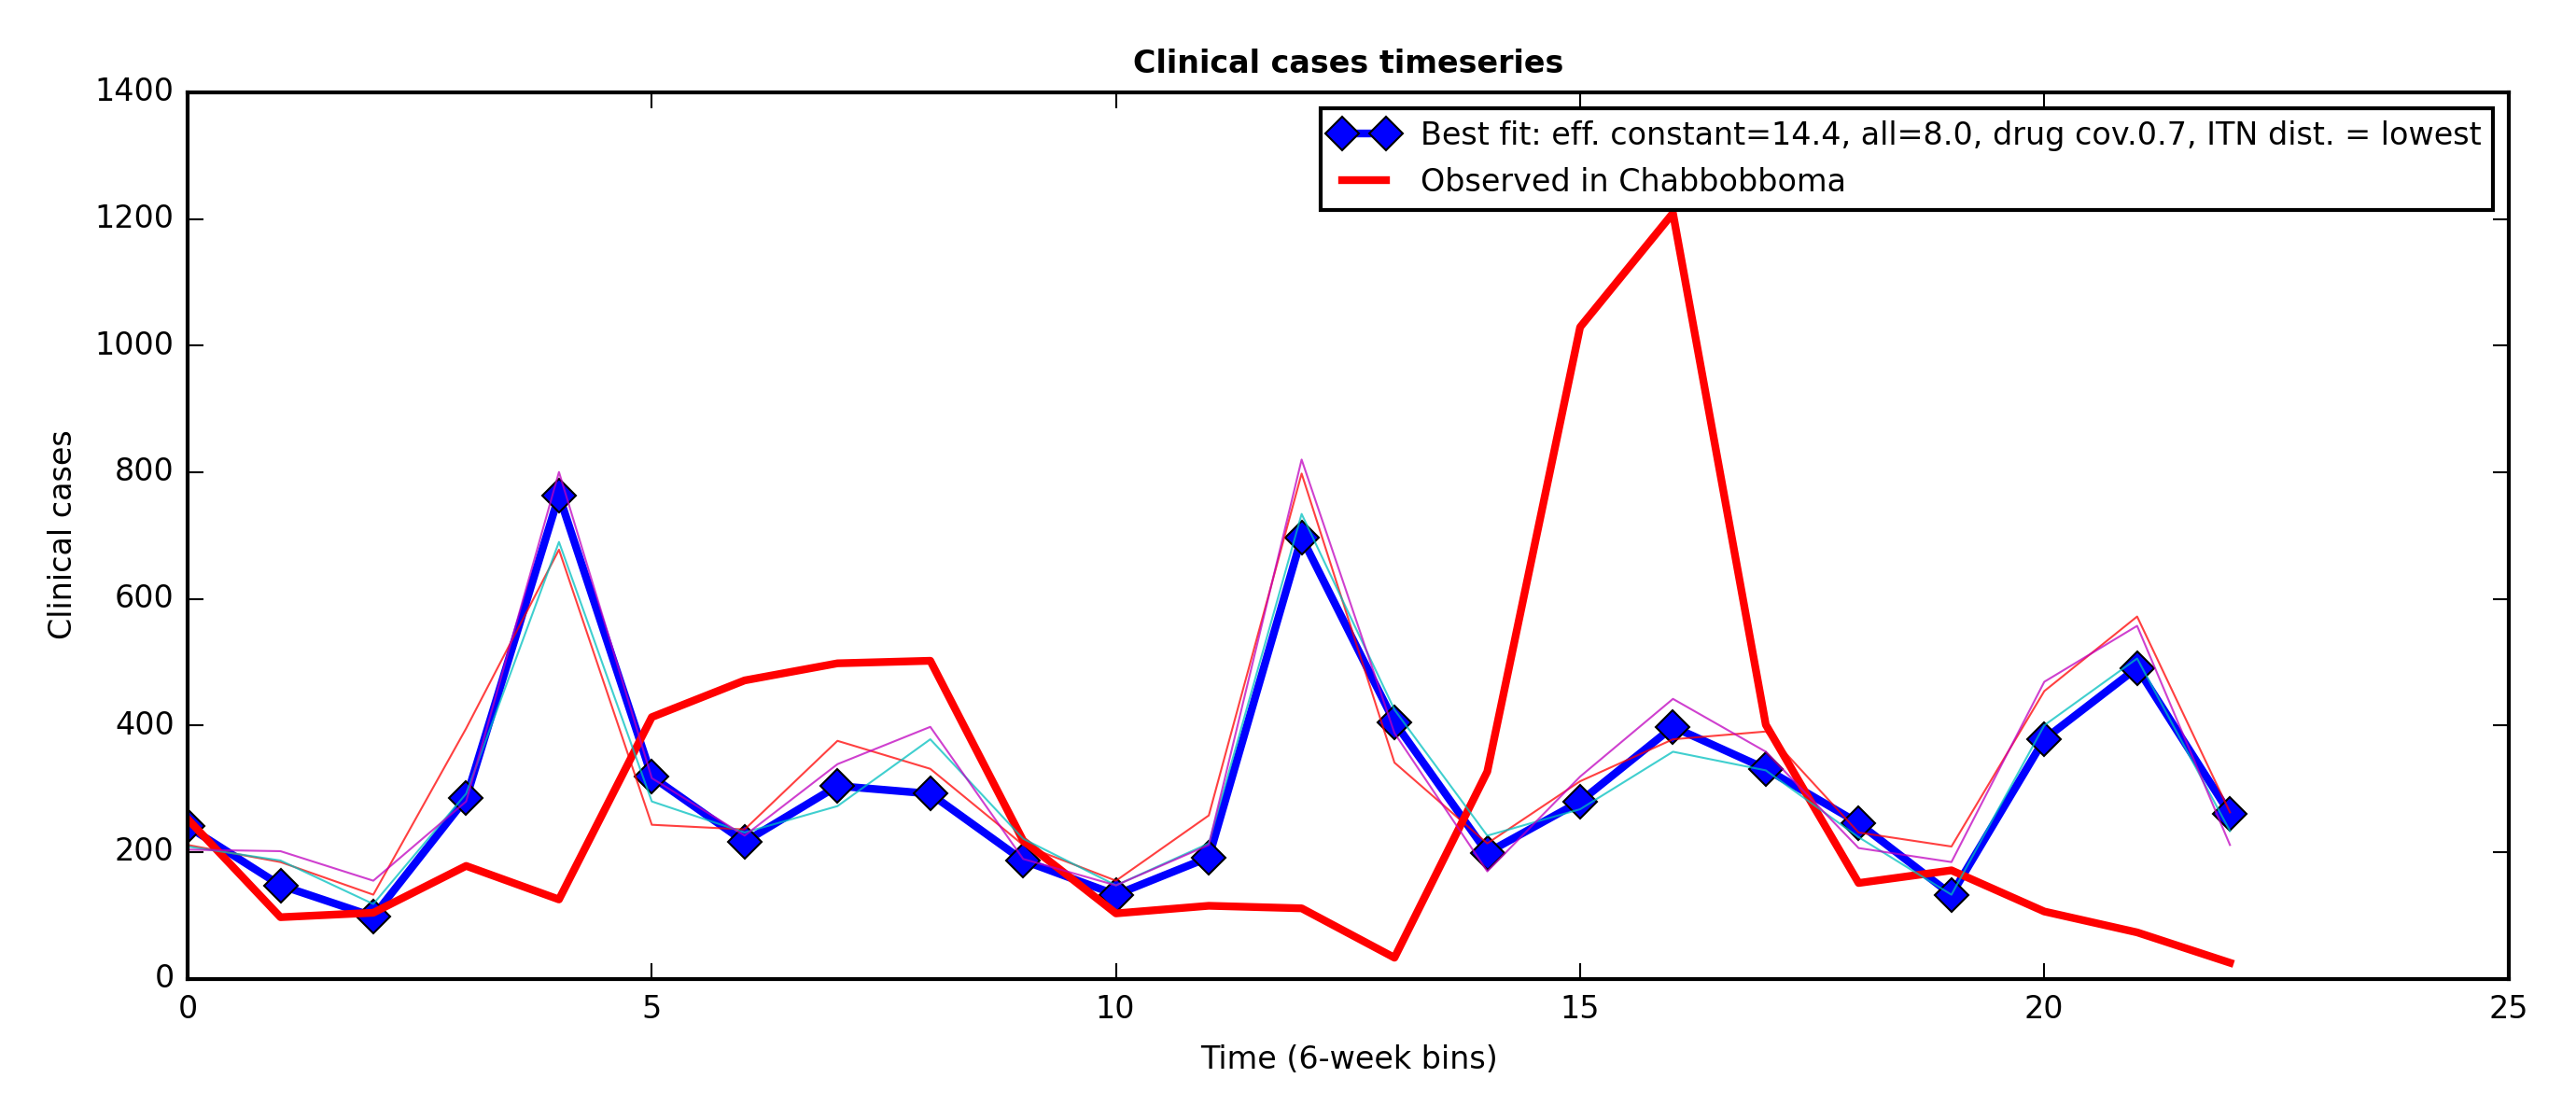 Clinical cases timeseries
1400
1200
1000
800
600
400
200
0
Clinical cases
Best fit: eff. constant=14.4, all=8.0, drug cov.0.7, ITN dist. = lowest
Observed in Chabbobboma
0 5 10 15 20 25
Time (6-week bins)